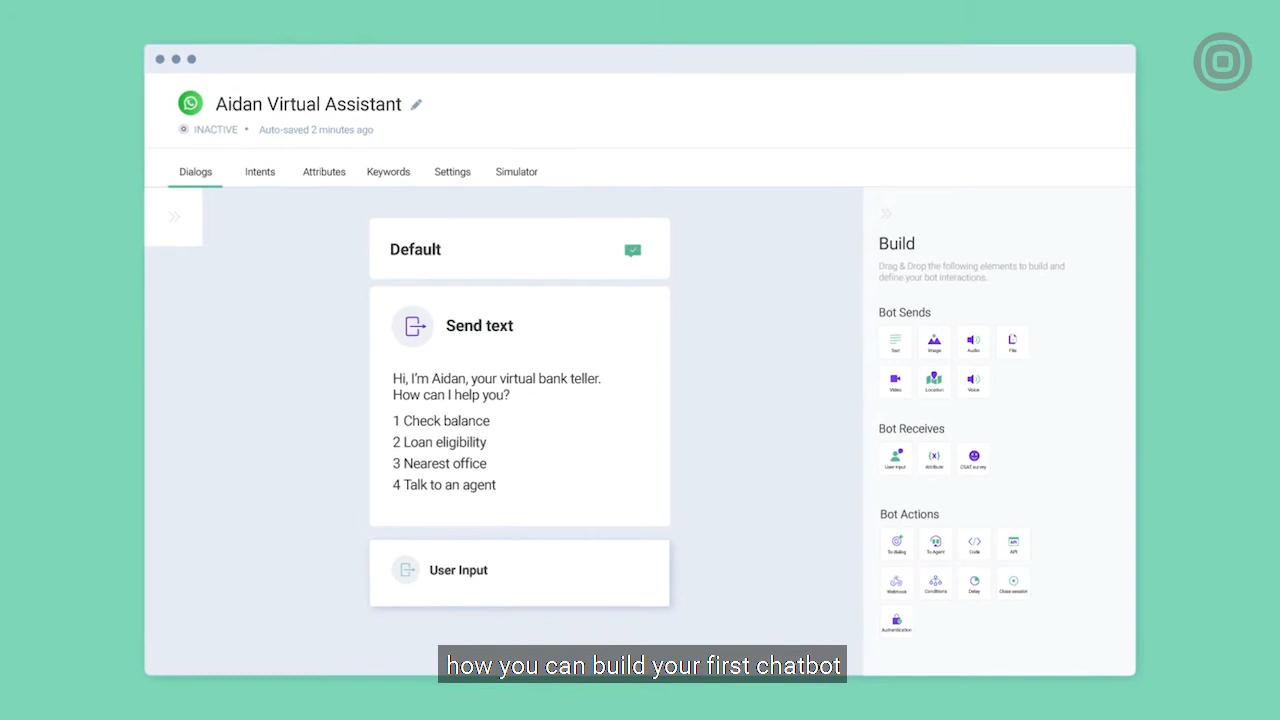 Aidan Virtual Assistant
INACTIVE • Auto-saved 2 minutes ago
Dialogs Intents Attributes Keywords Settings Simulator
Default
Send text
Hi, I'm Aidan, your virtual bank teller.
How can I help you?
1 Check balance
2 Loan eligibility
3 Nearest office
4 Talk to an agent
User Input
Build
Drag & Drop the following elements to build and
define your bot interactions.
Bot Sends
Text Image Audio File
Video Location Voice
Bot Receives
User input Attribute CSAT survey
Bot Actions
To dialog To Agent Code API
Webhook Conditions Delay Close session
Authentication
how you can build your first chatbot